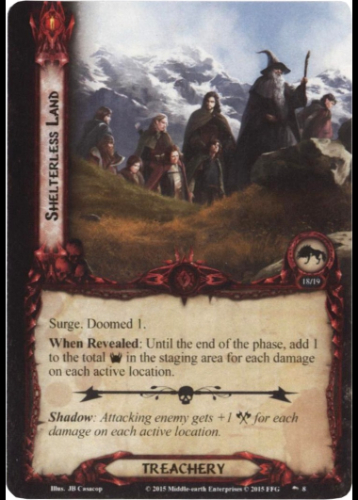 SHELTERLESS LAND
18/19
Surge. Doomed 1.
When Revealed: Until the end of the phase, add 1
to the total in the staging area for each damage
on each active location.
Shadow: Attacking enemy gets +1 for each
damage on each active location.
TREACHERY
Illus. JB Casacop
© 2015 Middle-earth Enterprises © 2015 FFG
8